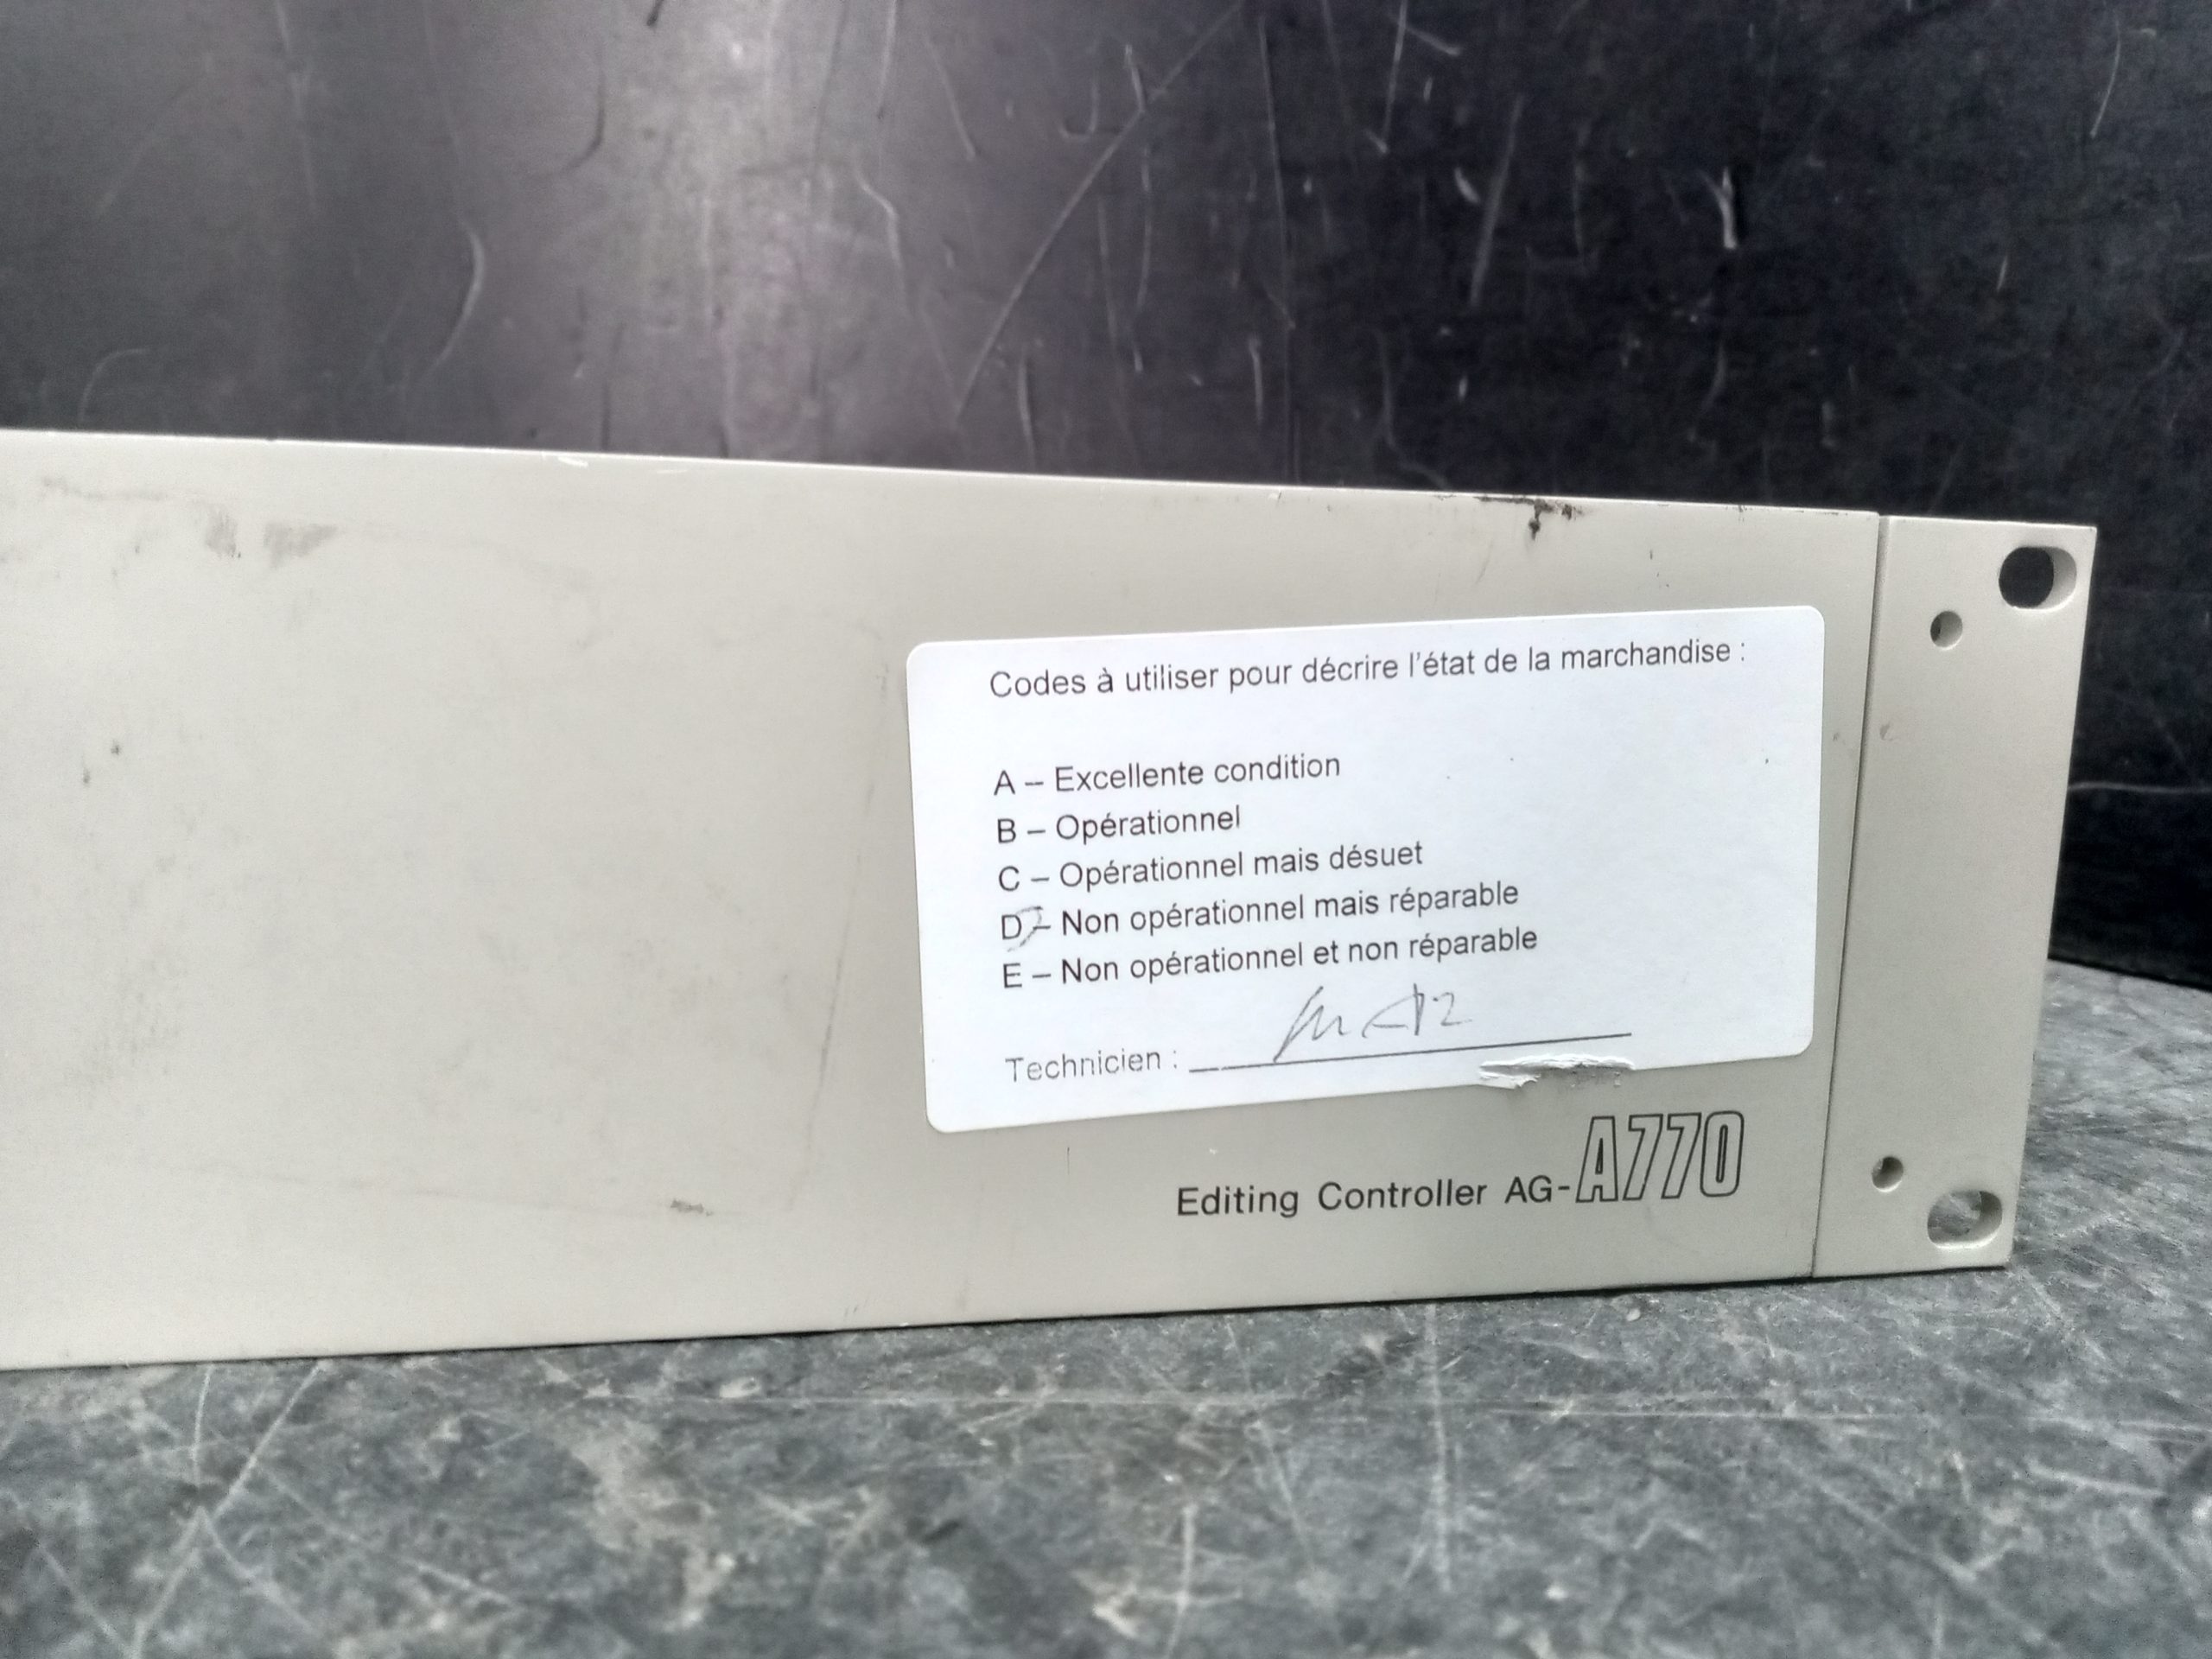 Codes à utiliser pour décrire l'état de la marchandise :
A – Excellente condition
B – Opérationnel
C – Opérationnel mais désuet
D – Non opérationnel mais réparable
E – Non opérationnel et non réparable
Technicien :
Editing Controller AG-A770